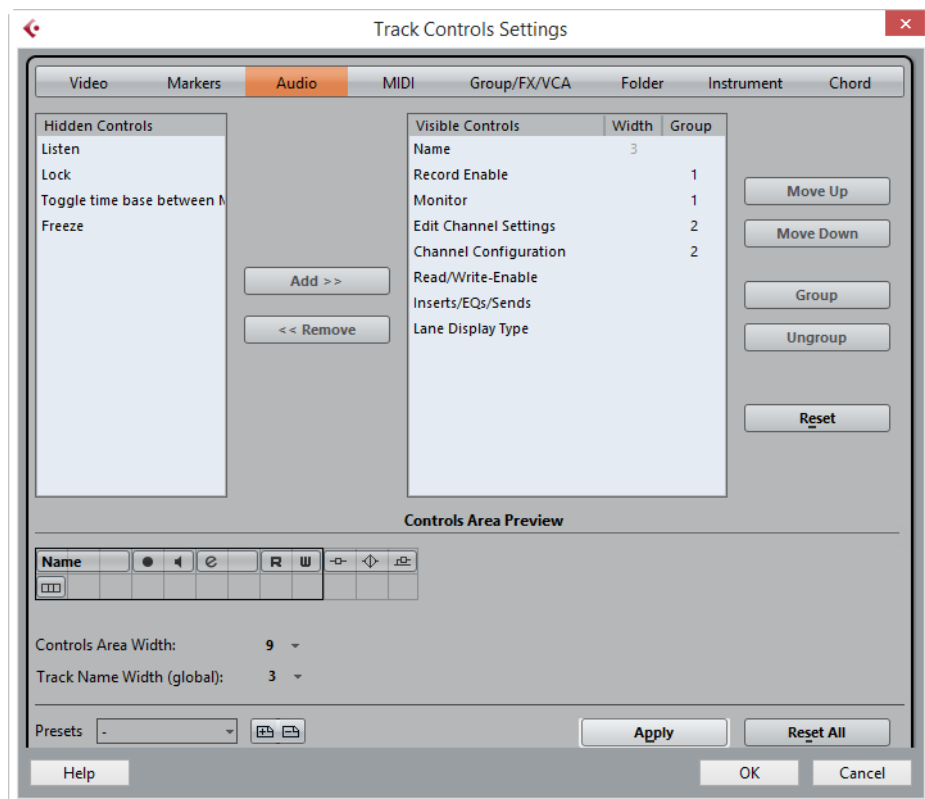 Track Controls Settings
Video Markers Audio MIDI Group/FX/VCA Folder Instrument Chord
Hidden Controls
Listen
Lock
Toggle time base between M
Freeze
Add >>
<< Remove
Visible Controls Width Group
Name 3
Record Enable 1
Monitor 1
Edit Channel Settings 2
Channel Configuration 2
Read/Write-Enable
Inserts/EQs/Sends
Lane Display Type
Move Up
Move Down
Group
Ungroup
Reset
Controls Area Preview
Name e R W
Controls Area Width: 9
Track Name Width (global): 3
Presets -
Apply
Reset All
Help
OK
Cancel